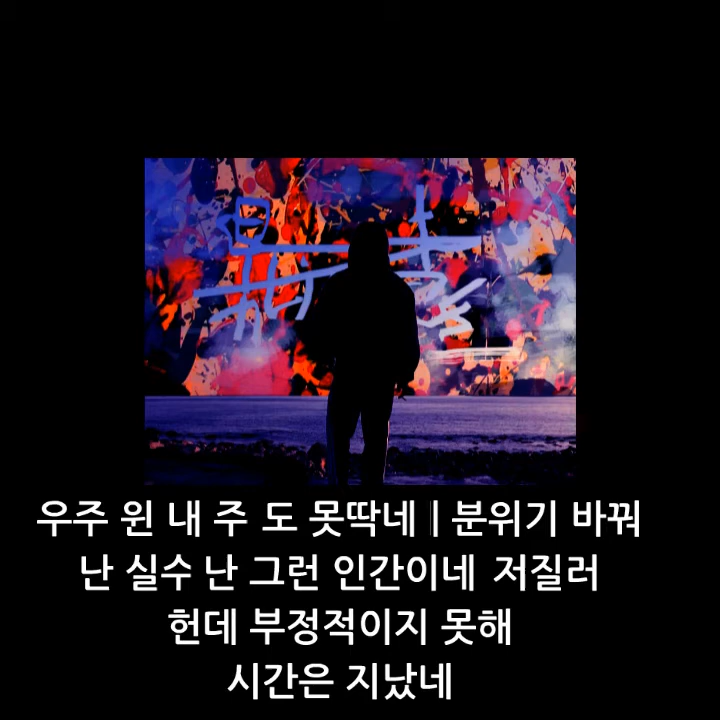 우주 윈 내 주 도 못딱네 | 분위기 바꿔
난 실수 난 그런 인간이네 저질러
헌데 부정적이지 못해
시간은 지났네